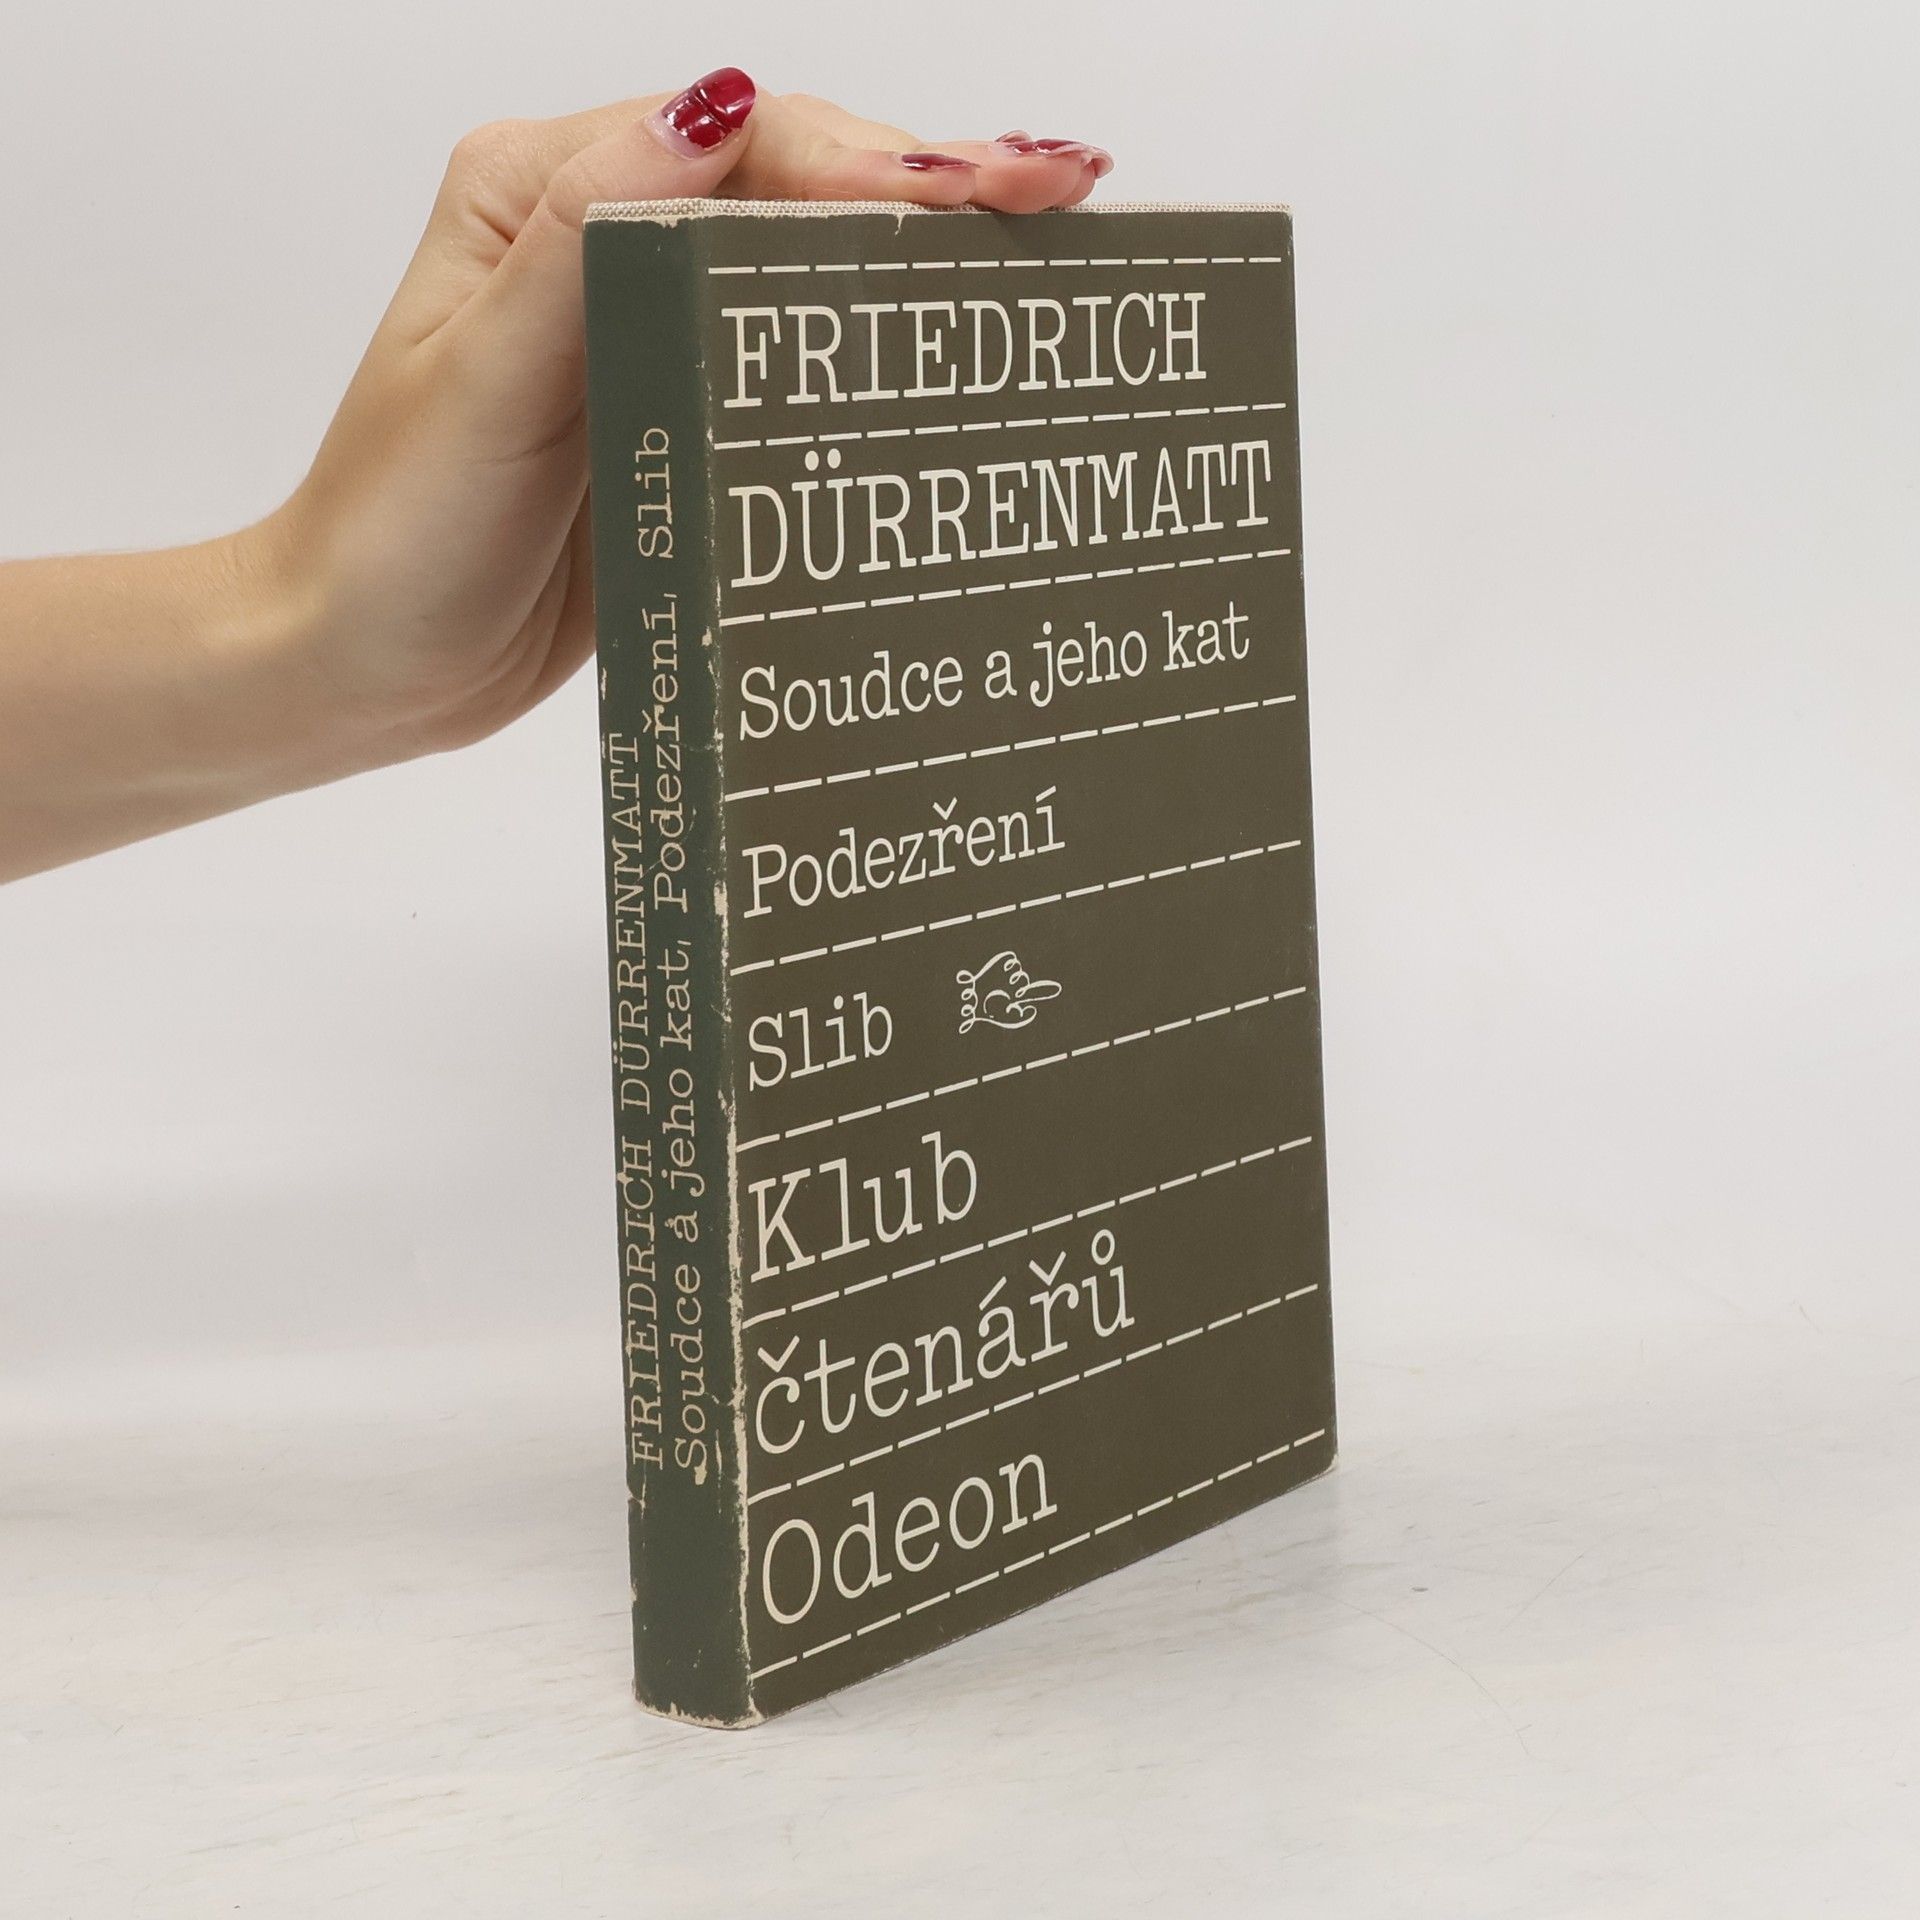 FRIEDRICH
DÜRRENMATT
Soudce a jeho kat
Podezření
Slib
Klub
čtenářů
Odeon
FRIEDRICH DÜRRENMATT
Soudce a jeho kat, Podezření, Slib